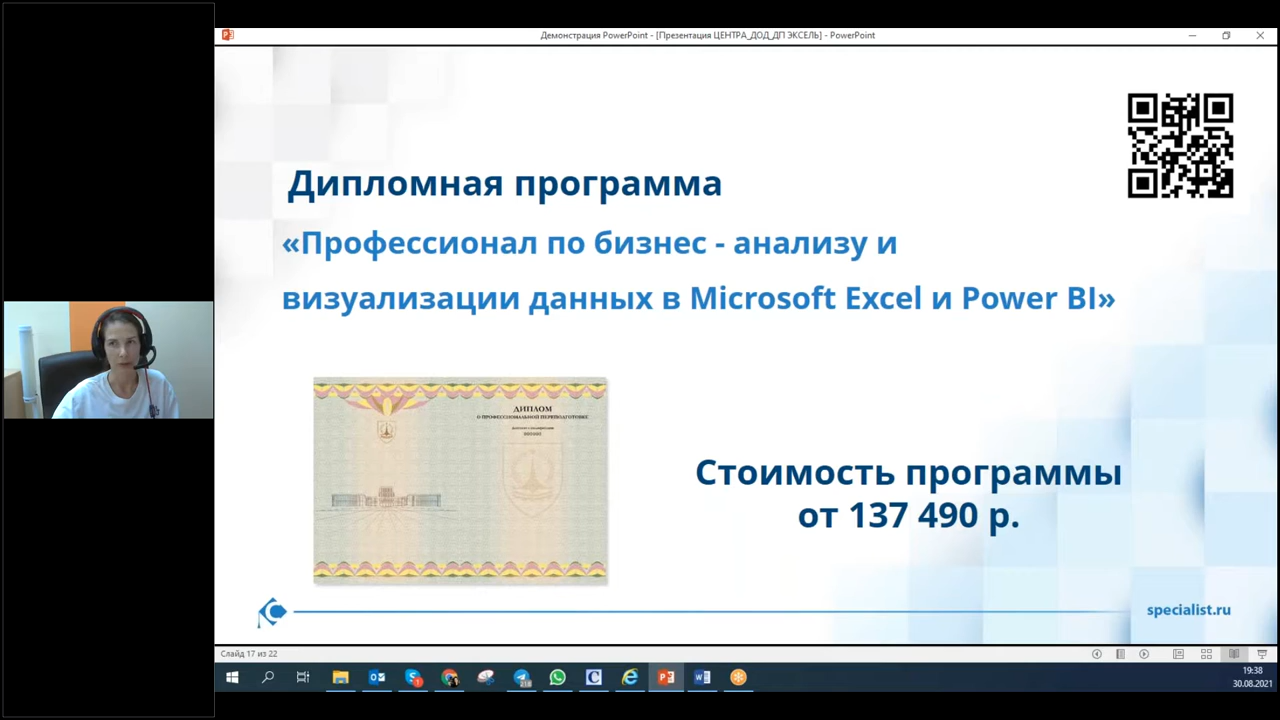 Демонстрация PowerPoint - [Презентация ЦЕНТРА_ДОД_ДП ЭКСЕЛЬ] - PowerPoint
Дипломная программа
«Профессионал по бизнес - анализу и
визуализации данных в Microsoft Excel и Power BI»
ДИПЛОМ
О ПРОФЕССИОНАЛЬНОЙ ПЕРЕПОДГОТОВКЕ
Стоимость программы
от 137 490 р.
specialist.ru
Слайд 17 из 22
19:38
30.08.2021